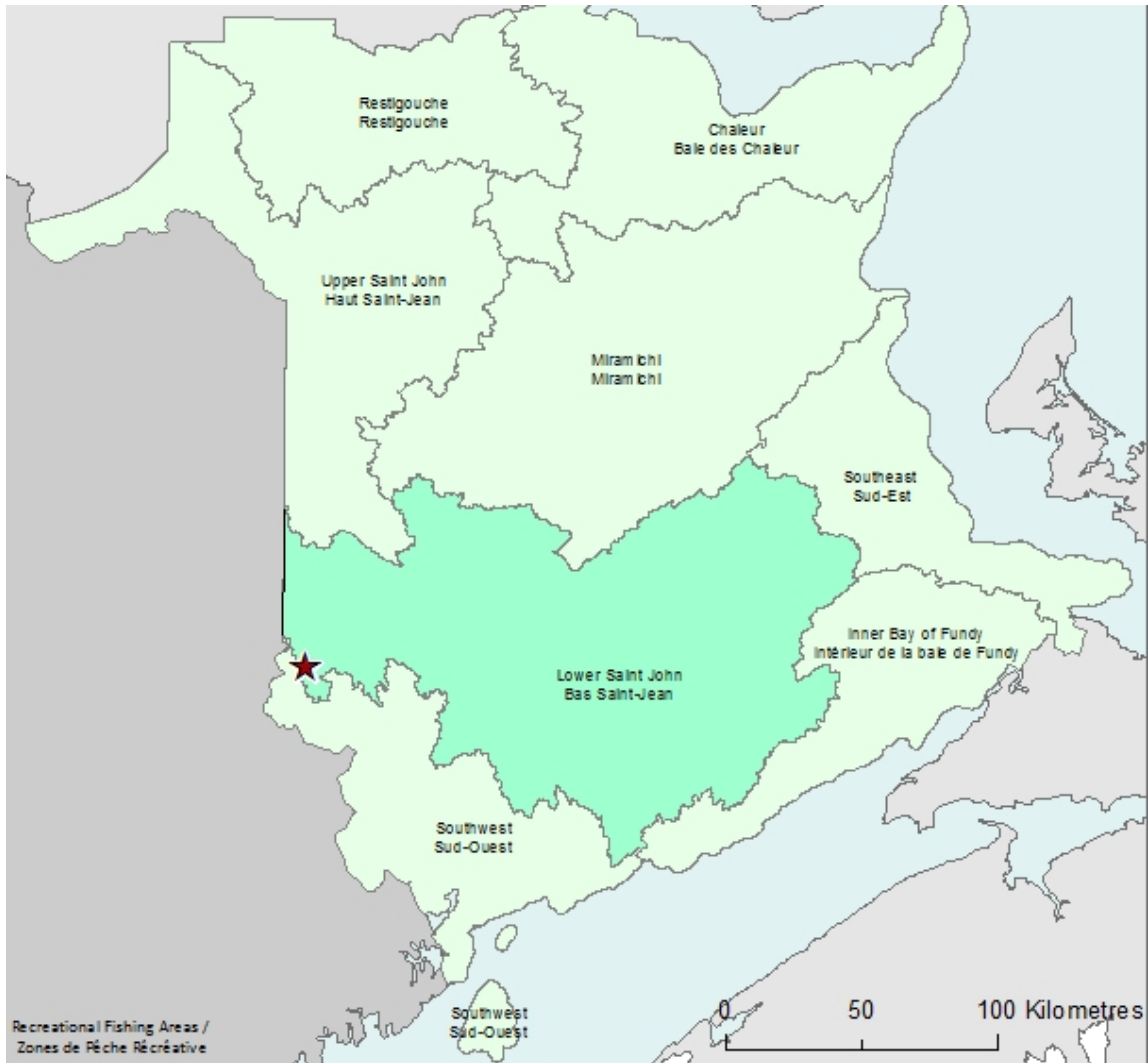 Restigouche
Restigouche
Chaleur
Baie des Chaleur
Upper Saint John
Haut Saint-Jean
Miramichi
Miramichi
Southeast
Sud-Est
Inner Bay of Fundy
Intérieur de la baie de Fundy
Lower Saint John
Bas Saint-Jean
Southwest
Sud-Ouest
Southwest
Sud-Ouest
0 50 100 Kilometres
Recreational Fishing Areas /
Zones de Pêche Récréative